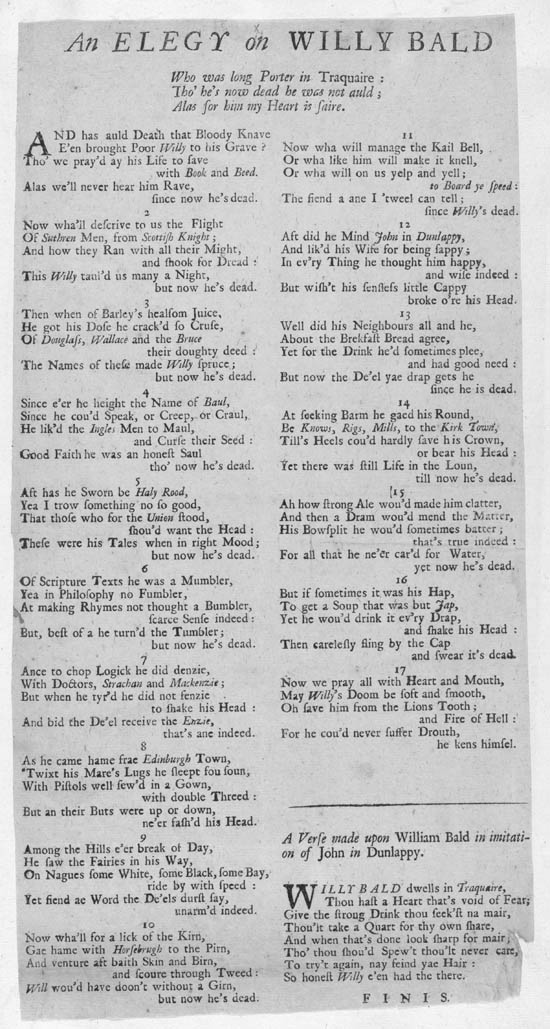 An ELEGY on WILLY BALD
Who was long Porter in Traquaire :
Tho' he's now dead he was not auld ;
Alas for him my Heart is ſaire.
AND has auld Death that Bloody Knave
E'en brought Poor Willy to his Grave ?
Tho' we pray'd ay his Life to ſave
with Book and Beed.
Alas we'll never hear him Rave,
ſince now he's dead.
2
Now wha'll deſcrive to us the Flight
Of Suthren Men, from Scottiſh Knight ;
And how they Ran with all their Might,
and ſhook for Dread :
This Willy taul'd us many a Night,
but now he's dead.
3
Then when of Barley's healſom Juice,
He got his Doſe he crack'd ſo Cruſe,
Of Douglaſs, Wallace and the Bruce
their doughty deed :
The Names of theſe made Willy ſpruce ;
but now he's dead.
4
Since e'er he height the Name of Baul,
Since he cou'd Speak, or Creep, or Craul,
He lik'd the Ingles Men to Maul,
and Curſe their Seed :
Good Faith he was an honeſt Saul
tho' now he's dead.
5
Aft has he Sworn be Haly Rood,
Yea I trow ſomething no ſo good,
That thoſe who for the Union ſtood,
ſhou'd want the Head :
Theſe were his Tales when in right Mood;
but now he's dead.
6
Of Scripture Texts he was a Mumbler,
Yea in Philoſophy no Fumbler,
At making Rhymes not thought a Bumbler,
ſcarce Senſe indeed :
But, beſt of a he turn'd the Tumbler ;
but now he's dead.
7
Ance to chop Logick he did denzie,
With Doctors, Strachan and Mackenzie ;
But when he tyr'd he did not ſenzie
to ſhake his Head :
And bid the De'el receive the Enzie,
that's ane indeed.
8
As he came hame frae Edinburgh Town,
'Twixt his Mare's Lugs he ſleept fou ſoun,
With Piſtols well ſew'd in a Gown,
with double Threed :
But an their Buts were up or down,
ne'er faſh'd his Head.
9
Among the Hills e'er break of Day,
He ſaw the Fairies in his Way,
On Nagues ſome White, ſome Black, ſome Bay,
ride by with ſpeed :
Yet fiend ae Word the De'els durſt ſay,
unarm'd indeed.
10
Now wha'll for a lick of the Kirn,
Gae hame with Horſebrugh to the Pirn,
And venture aft baith Skin and Birn,
and ſcoure through Tweed :
Will wou'd have doon't without a Girn,
but now he's dead.
11
Now wha will manage the Kail Bell,
Or wha like him will make it knell,
Or wha will on us yelp and yell ;
to Board ye ſpeed :
The fiend a ane I 'tweel can tell ;
ſince Willy's dead.
12
Aft did he Mind John in Dunlappy,
And lik'd his Wife for being ſappy ;
In ev'ry Thing he thought him happy,
and wiſe indeed :
But wiſh't his ſenſleſs little Cappy
broke o're his Head.
13
Well did his Neighbours all and he,
About the Brekfaſt Bread agree,
Yet for the Drink he'd ſometimes plee,
and had good need :
But now the De'el yae drap gets he
ſince he is dead.
14
At ſeeking Barm he gaed his Round,
Be Knows, Rigs, Mills, to the Kirk Town,
Till's Heels cou'd hardly ſave his Crown,
or bear his Head :
Yet there was ſtill Life in the Loun,
till now he's dead.
[15
Ah how ſtrong Ale wou'd made him clatter,
And then a Dram wou'd mend the Matter,
His Bowſplit he wou'd ſometimes batter ;
that's true indeed :
For all that he ne'er car'd for Water,
yet now he's dead.
16
But if ſometimes it was his Hap,
To get a Soup that was but Jap,
Yet he wou'd drink it ev'ry Drap,
and ſhake his Head :
Then careleſly fling by the Cap
and ſwear it's dead.
17
Now we pray all with Heart and Mouth,
May Willy's Doom be ſoft and ſmooth,
Oh ſave him from the Lions Tooth ;
and Fire of Hell :
For he cou'd never ſuffer Drouth,
he kens himſel.
A Verſe made upon William Bald in imitati-
on of John in Dunlappy.
WILLY BALD dwells in Traquaire,
Thou haſt a Heart that's void of Fear;
Give the ſtroug Drink thou ſeek'ſt na mair,
Thou'lt take a Quart for thy own ſhare,
And when that's done look ſharp for mair;
Tho' thou ſhou'd Spew't thou'lt never care,
To try't again, nay feind yae Hair :
So honeſt Willy e'en had the there.
FINIS.